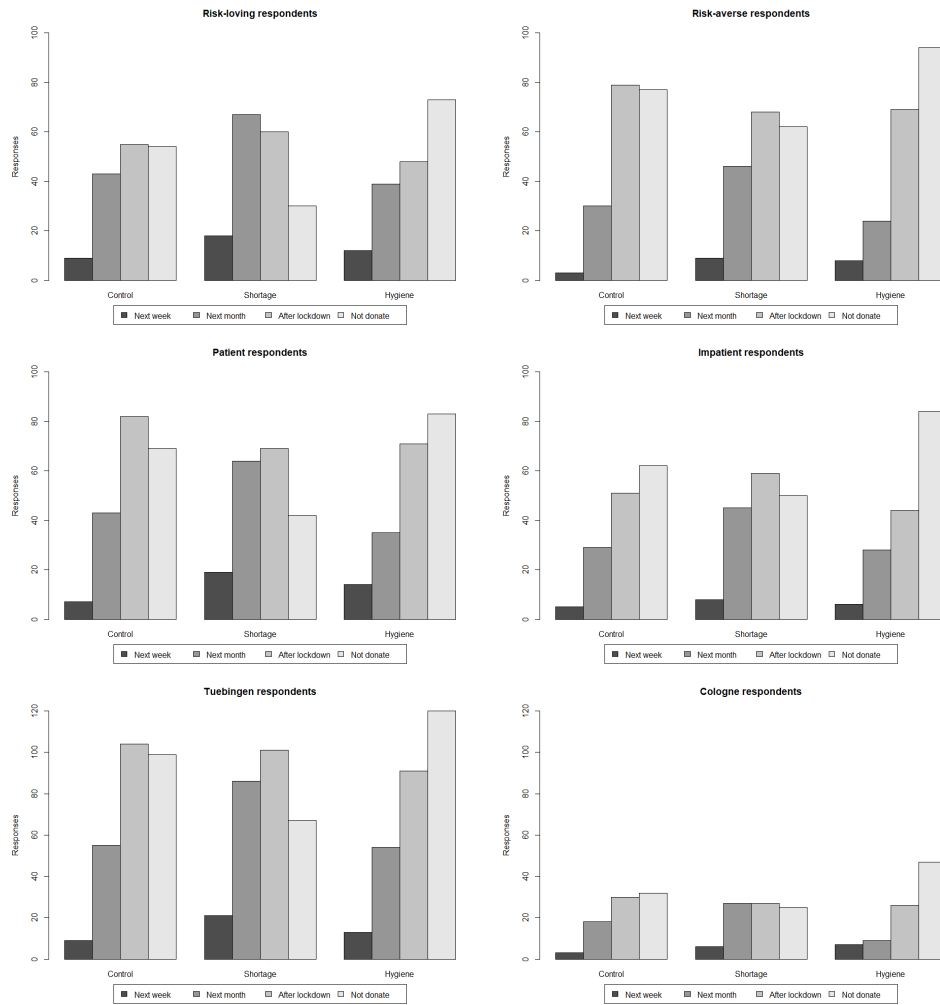 Risk-loving respondents
Responses
0 20 40 60 80 100
Control Shortage Hygiene
Next week Next month After lockdown Not donate
Risk-averse respondents
Responses
0 20 40 60 80 100
Control Shortage Hygiene
Next week Next month After lockdown Not donate
Patient respondents
Responses
0 20 40 60 80 100
Control Shortage Hygiene
Next week Next month After lockdown Not donate
Impatient respondents
Responses
0 20 40 60 80 100
Control Shortage Hygiene
Next week Next month After lockdown Not donate
Tuebingen respondents
Responses
0 20 40 60 80 100 120
Control Shortage Hygiene
Next week Next month After lockdown Not donate
Cologne respondents
Responses
0 20 40 60 80 100 120
Control Shortage Hygiene
Next week Next month After lockdown Not donate